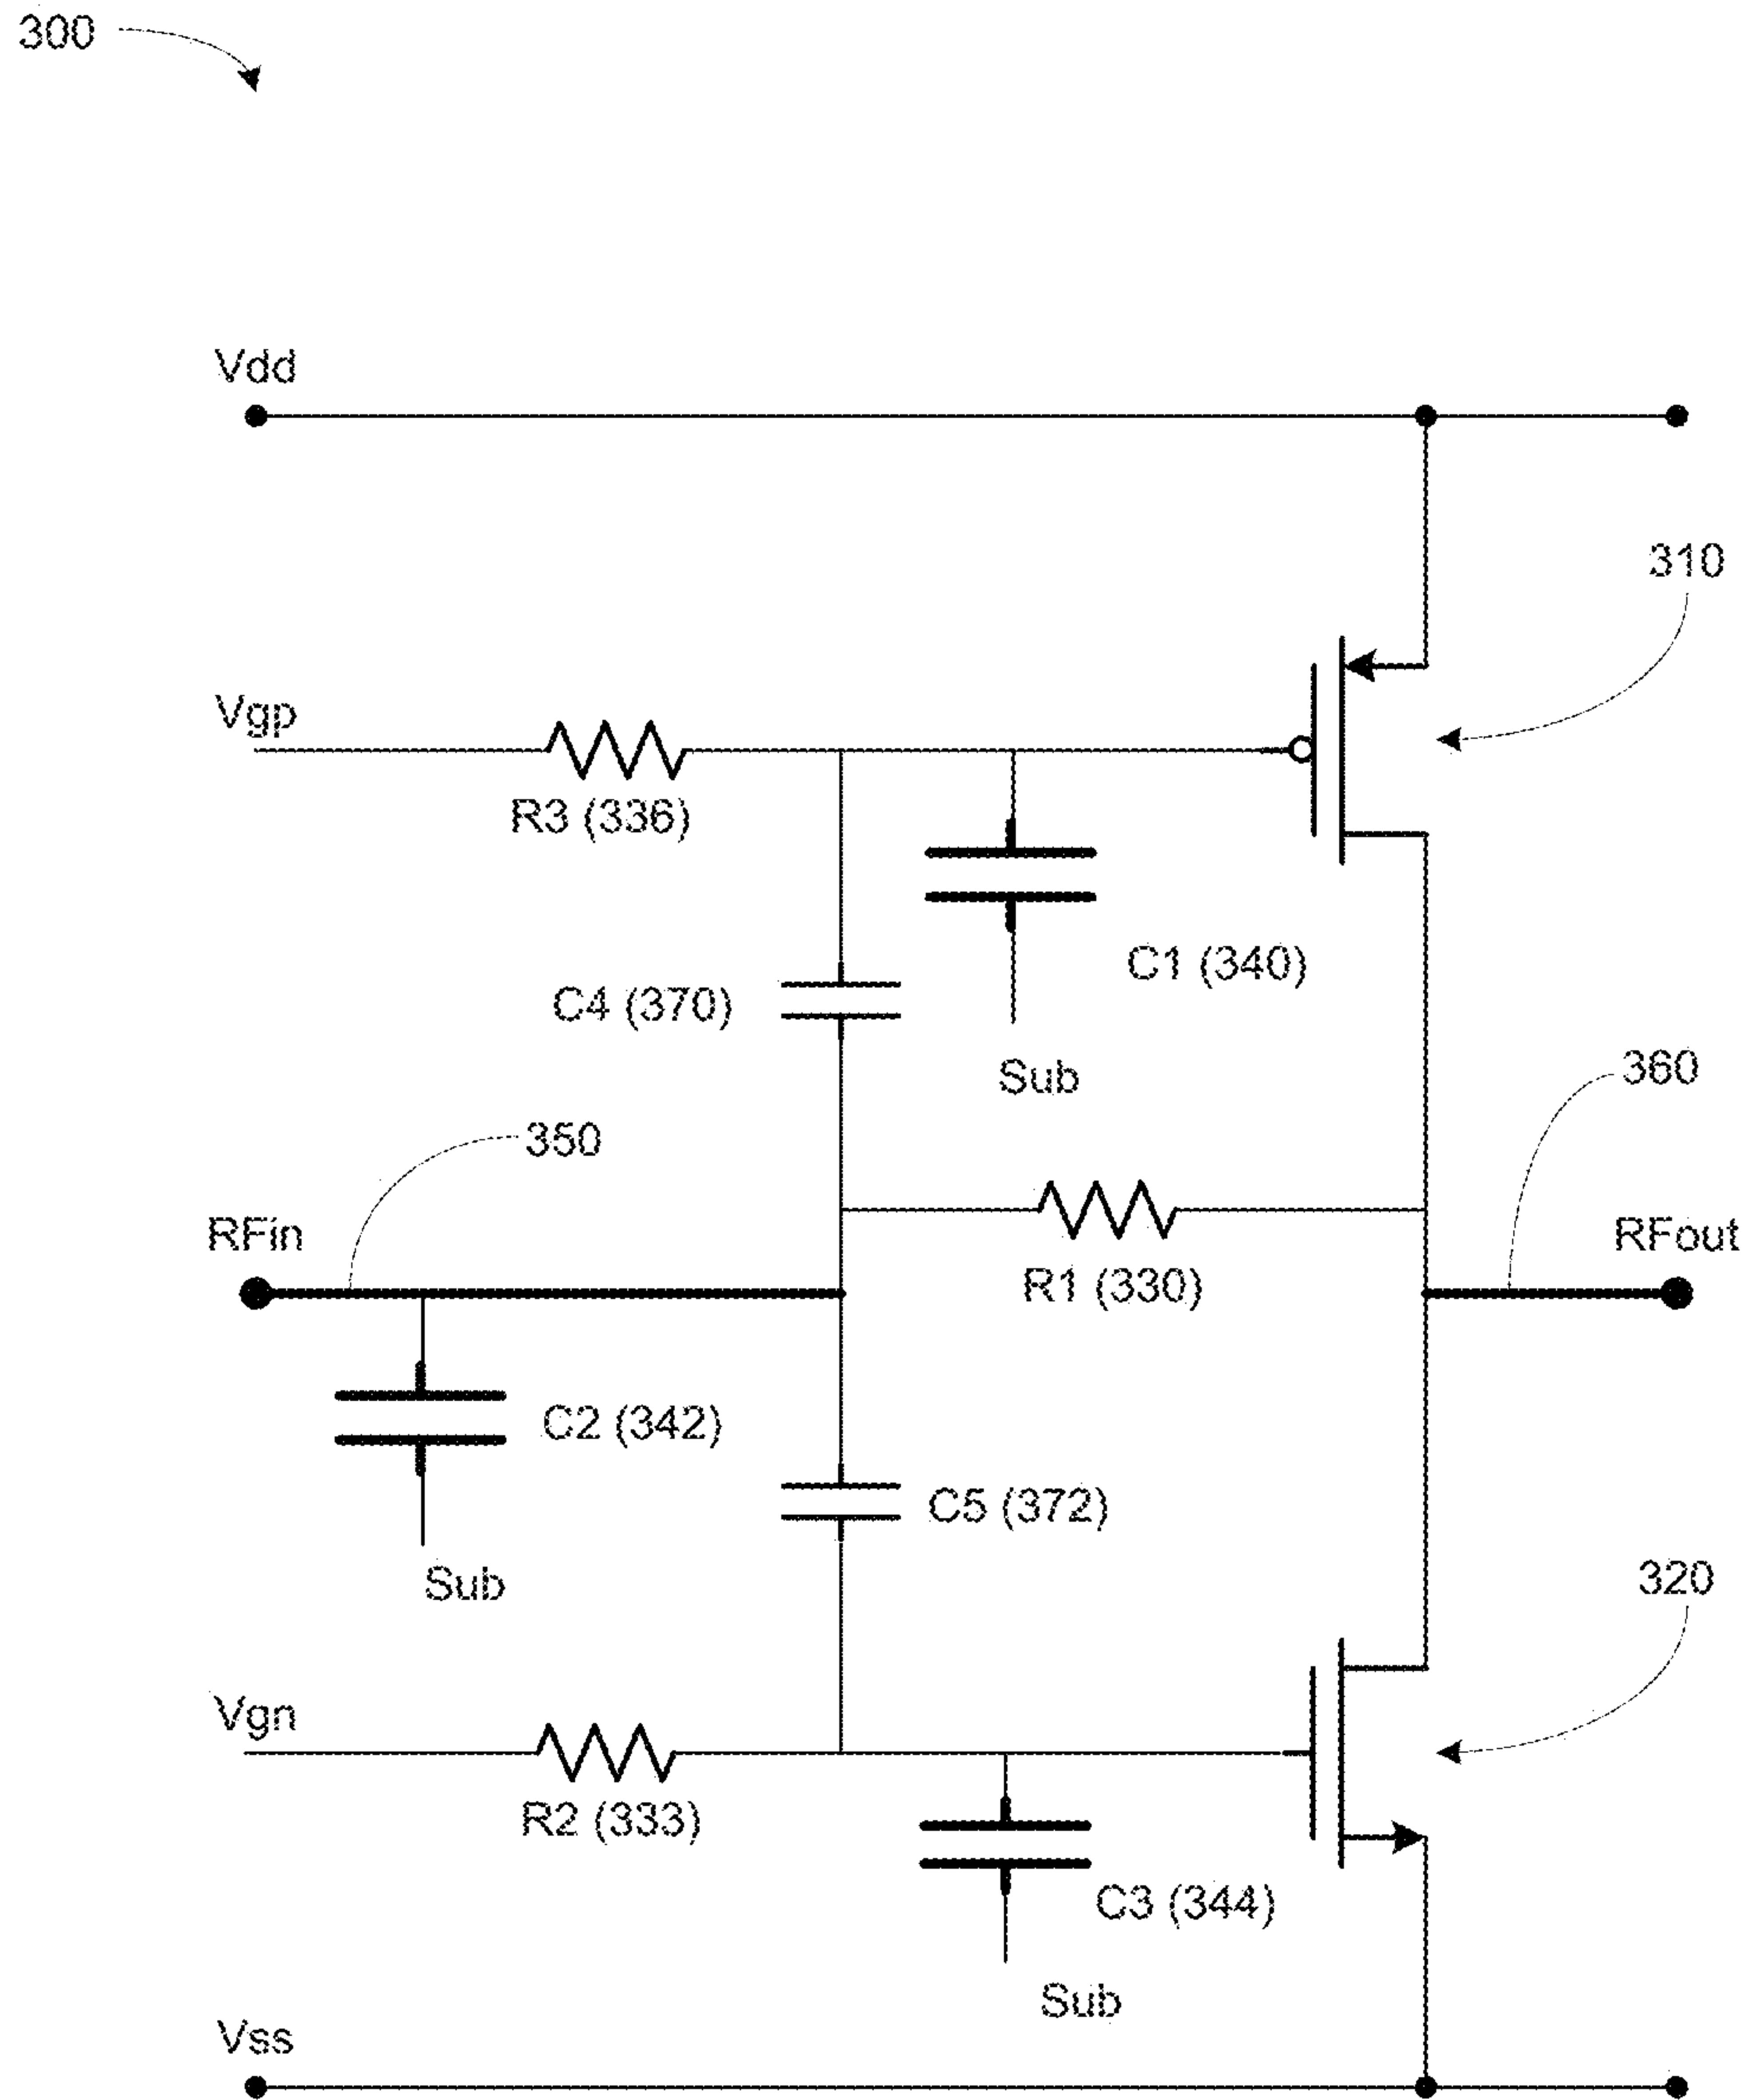 300
Vdd
310
Vgp
R3 (336)
C1 (340)
C4 (370)
Sub
360
350
RFin
RFout
R1 (330)
C2 (342)
C5 (372)
Sub
320
Vgn
R2 (333)
C3 (344)
Sub
Vss